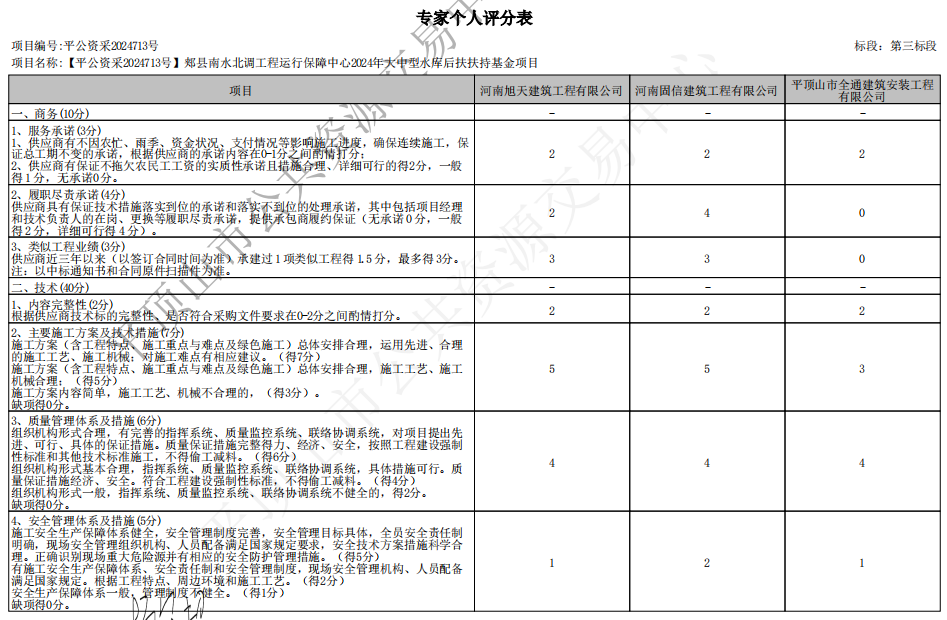 专家个人评分表
项目编号:平公资采2024713号 标段：第三标段
项目名称:【平公资采2024713号】郏县南水北调工程运行保障中心2024年大中型水库后扶扶持基金项目
项目 河南旭天建筑工程有限公司 河南固信建筑工程有限公司 平顶山市全通建筑安装工程
有限公司
一、商务(10分) - - -
1、服务承诺(3分)
1、供应商有不因农忙、雨季、资金状况、支付情况等影响施工进度，确保连续施工，保
证总工期不变的承诺，根据供应商的承诺内容在0-1分之间酌情打分；
2、供应商有保证不拖欠农民工工资的实质性承诺且措施合理、详细可行的得2分，一般
得1分，无承诺0分。
2 2 2
2、履职尽责承诺(4分)
供应商具有保证技术措施落实到位的承诺和落实不到位的处理承诺，其中包括项目经理
和技术负责人的在岗、更换等履职尽责承诺，提供承包商履约保证（无承诺0分，一般
得2分，详细可行得4分）。
2 4 0
3、类似工程业绩(3分)
供应商近三年以来（以签订合同时间为准）承建过1项类似工程得1.5分，最多得3分。
注：以中标通知书和合同原件扫描件为准。
3 3 0
二、技术(40分) - - -
1、内容完整性(2分)
根据供应商技术标的完整性、是否符合采购文件要求在0-2分之间酌情打分。
2 2 2
2、主要施工方案及技术措施(7分)
施工方案（含工程特点、施工重点与难点及绿色施工）总体安排合理，运用先进、合理
的施工工艺、施工机械；对施工难点有相应建议。（得7分）
施工方案（含工程特点、施工重点与难点及绿色施工）总体安排合理，施工工艺、施工
机械合理；（得5分）
施工方案内容简单，施工工艺、机械不合理的，（得3分）。
缺项得0分。
5 5 3
3、质量管理体系及措施(6分)
组织机构形式合理，有完善的指挥系统、质量监控系统、联络协调系统，对项目提出先
进、可行、具体的保证措施。质量保证措施完整得力、经济、安全，按照工程建设强制
性标准和其他技术标准施工，不得偷工减料。（得6分）
组织机构形式基本合理，指挥系统、质量监控系统、联络协调系统，具体措施可行。质
量保证措施经济、安全。符合工程建设强制性标准，不得偷工减料。（得4分）
组织机构形式一般，指挥系统、质量监控系统、联络协调系统不健全的，得2分。
缺项得0分。
4 4 4
4、安全管理体系及措施(5分)
施工安全生产保障体系健全，安全管理制度完善，安全管理目标具体，全员安全责任制
明确，现场安全管理组织机构、人员配备满足国家规定要求，安全技术方案措施科学合
理。正确识别现场重大危险源并有相应的安全防护管理措施。（得5分）
有施工安全生产保障体系、安全责任制和安全管理制度，现场安全管理机构、人员配备
满足国家规定。根据工程特点、周边环境和施工工艺。（得2分）
安全生产保障体系一般，管理制度不健全。（得1分）
缺项得0分。
1 2 1
平顶山市公共资源交易中心
平顶山市公共资源交易中心